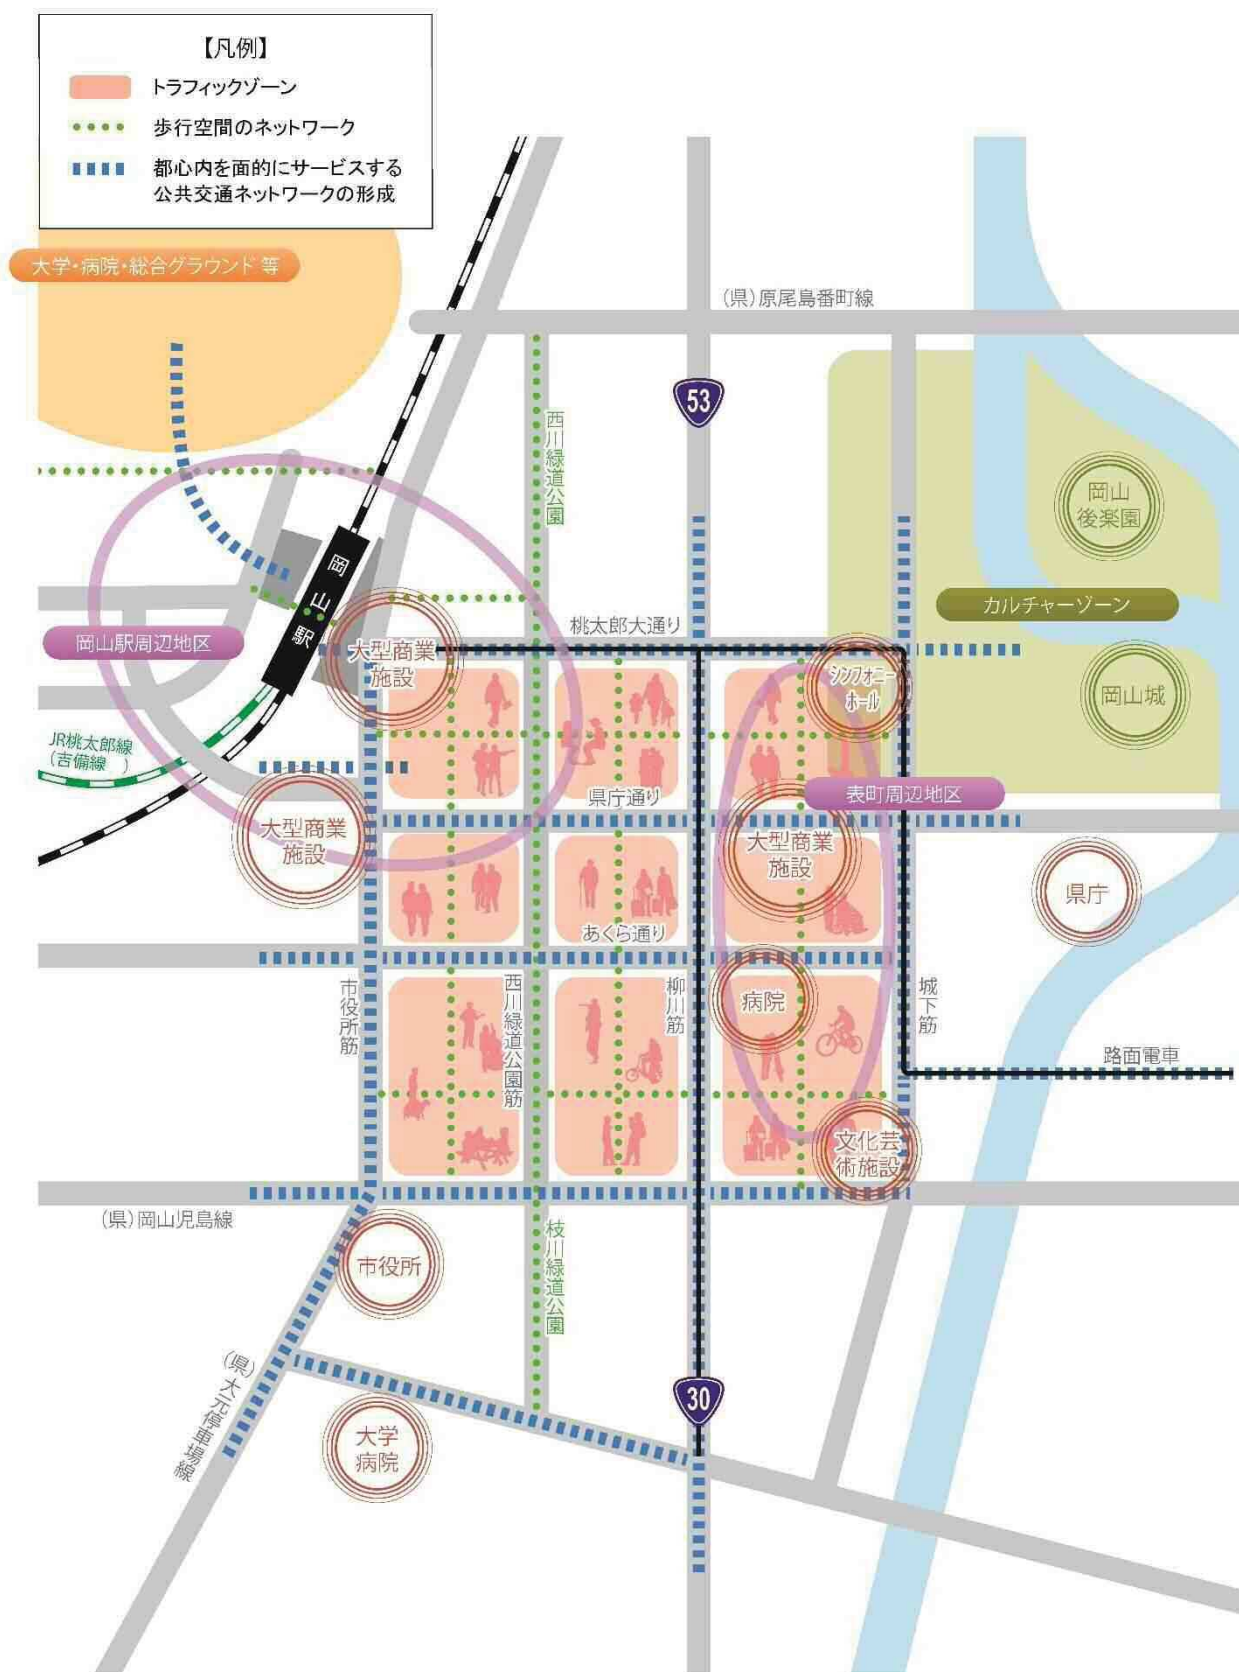 【凡例】
トラフィックゾーン
歩行空間のネットワーク
都心内を面的にサービスする
公共交通ネットワークの形成
大学・病院・総合グラウンド 等
(県)原尾島番町線
53
西川緑道公園
岡山
後楽園
カルチャーゾーン
岡山駅
桃太郎大通り
岡山駅周辺地区
大型商業
施設
シンフォニー
ホール
岡山城
JR桃太郎線
(吉備線 )
県庁通り
表町周辺地区
大型商業
施設
大型商業
施設
県庁
あくら通り
市役所筋
西川緑道公園筋
柳川筋
病院
城下筋
路面電車
文化芸
術施設
(県)岡山児島線
市役所
枝川緑道公園
(県)大元停車場線
30
大学
病院